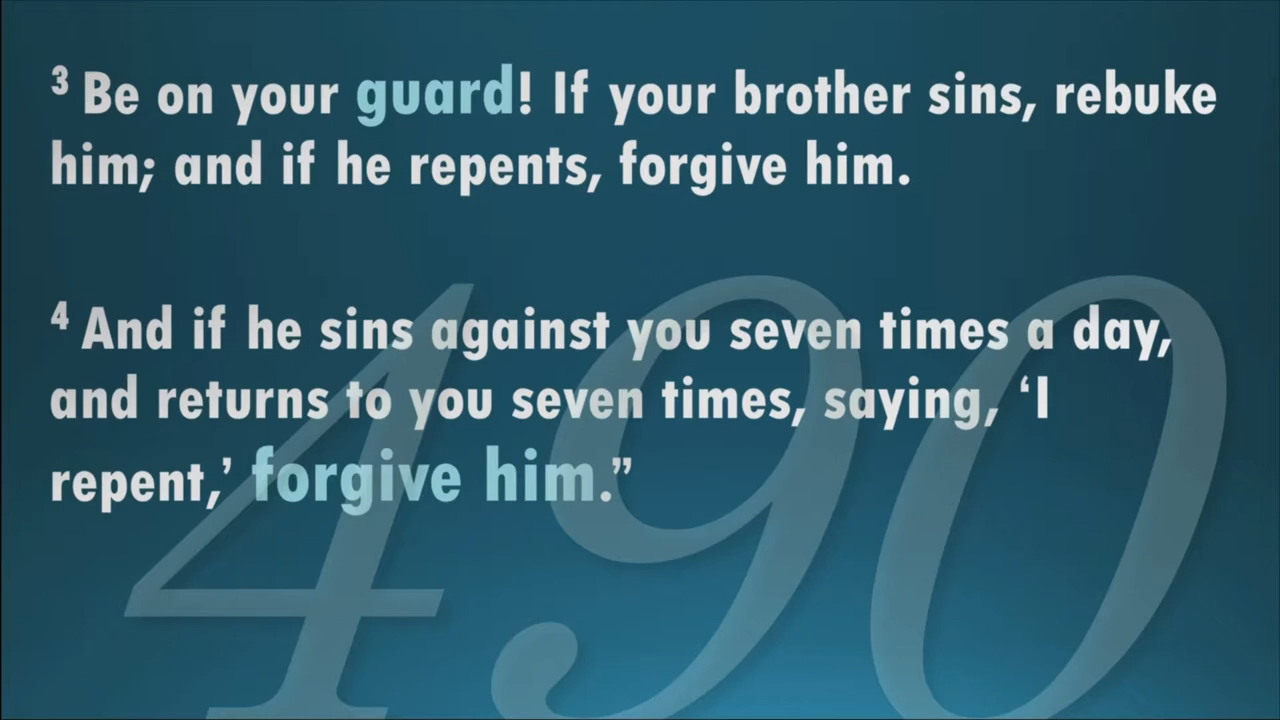 3 Be on your guard! If your brother sins, rebuke
him; and if he repents, forgive him.
4 And if he sins against you seven times a day,
and returns to you seven times, saying, ‘I
repent,’ forgive him.”
490